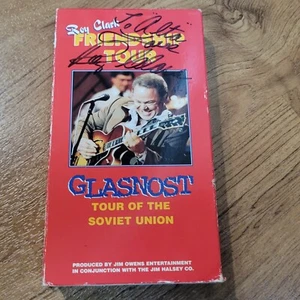 Roy Clark
FRIENDSHIP
TOUR
GLASNOST
TOUR OF THE
SOVIET UNION
PRODUCED BY JIM OWENS ENTERTAINMENT
IN CONJUNCTION WITH THE JIM HALSEY CO.